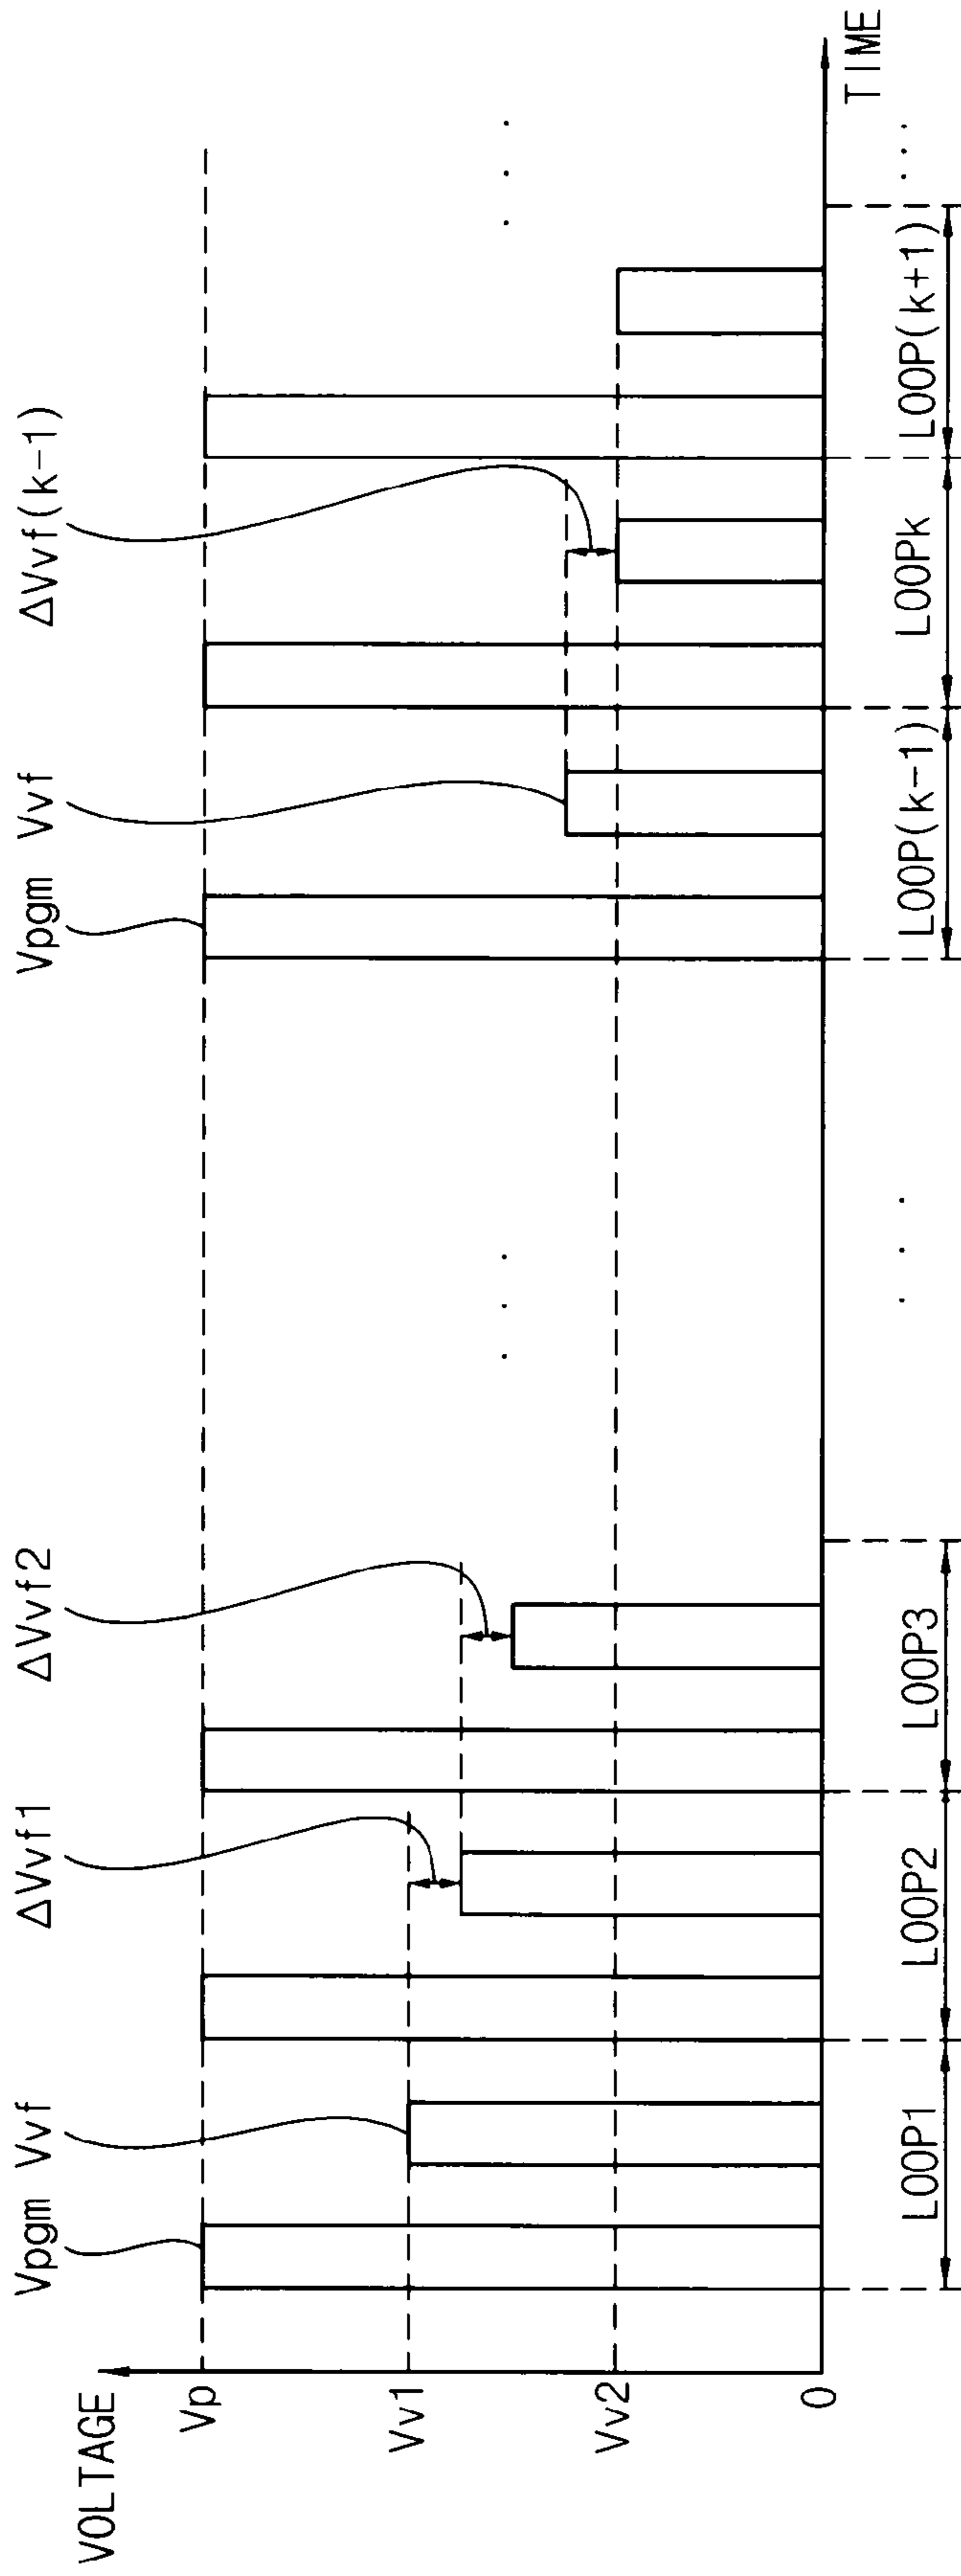 VOLTAGE
Vpgm Vvf ΔVvf1 ΔVvf2 Vpgm Vvf ΔVvf(k-1)
Vp
Vv1
Vv2
0
. . .
. . .
TIME
LOOP1 LOOP2 LOOP3 . . . LOOP(k-1) LOOPk LOOP(k+1) ...